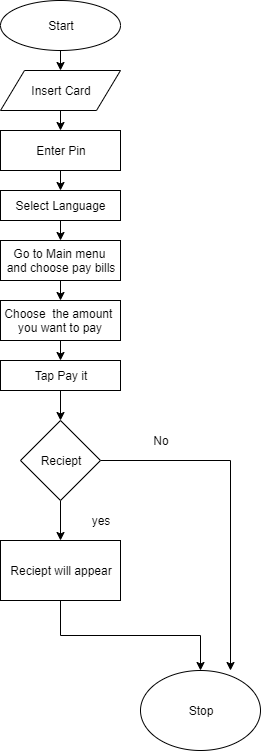 Start
Insert Card
Enter Pin
Select Language
Go to Main menu
and choose pay bills
Choose the amount
you want to pay
Tap Pay it
Reciept
No
yes
Reciept will appear
Stop